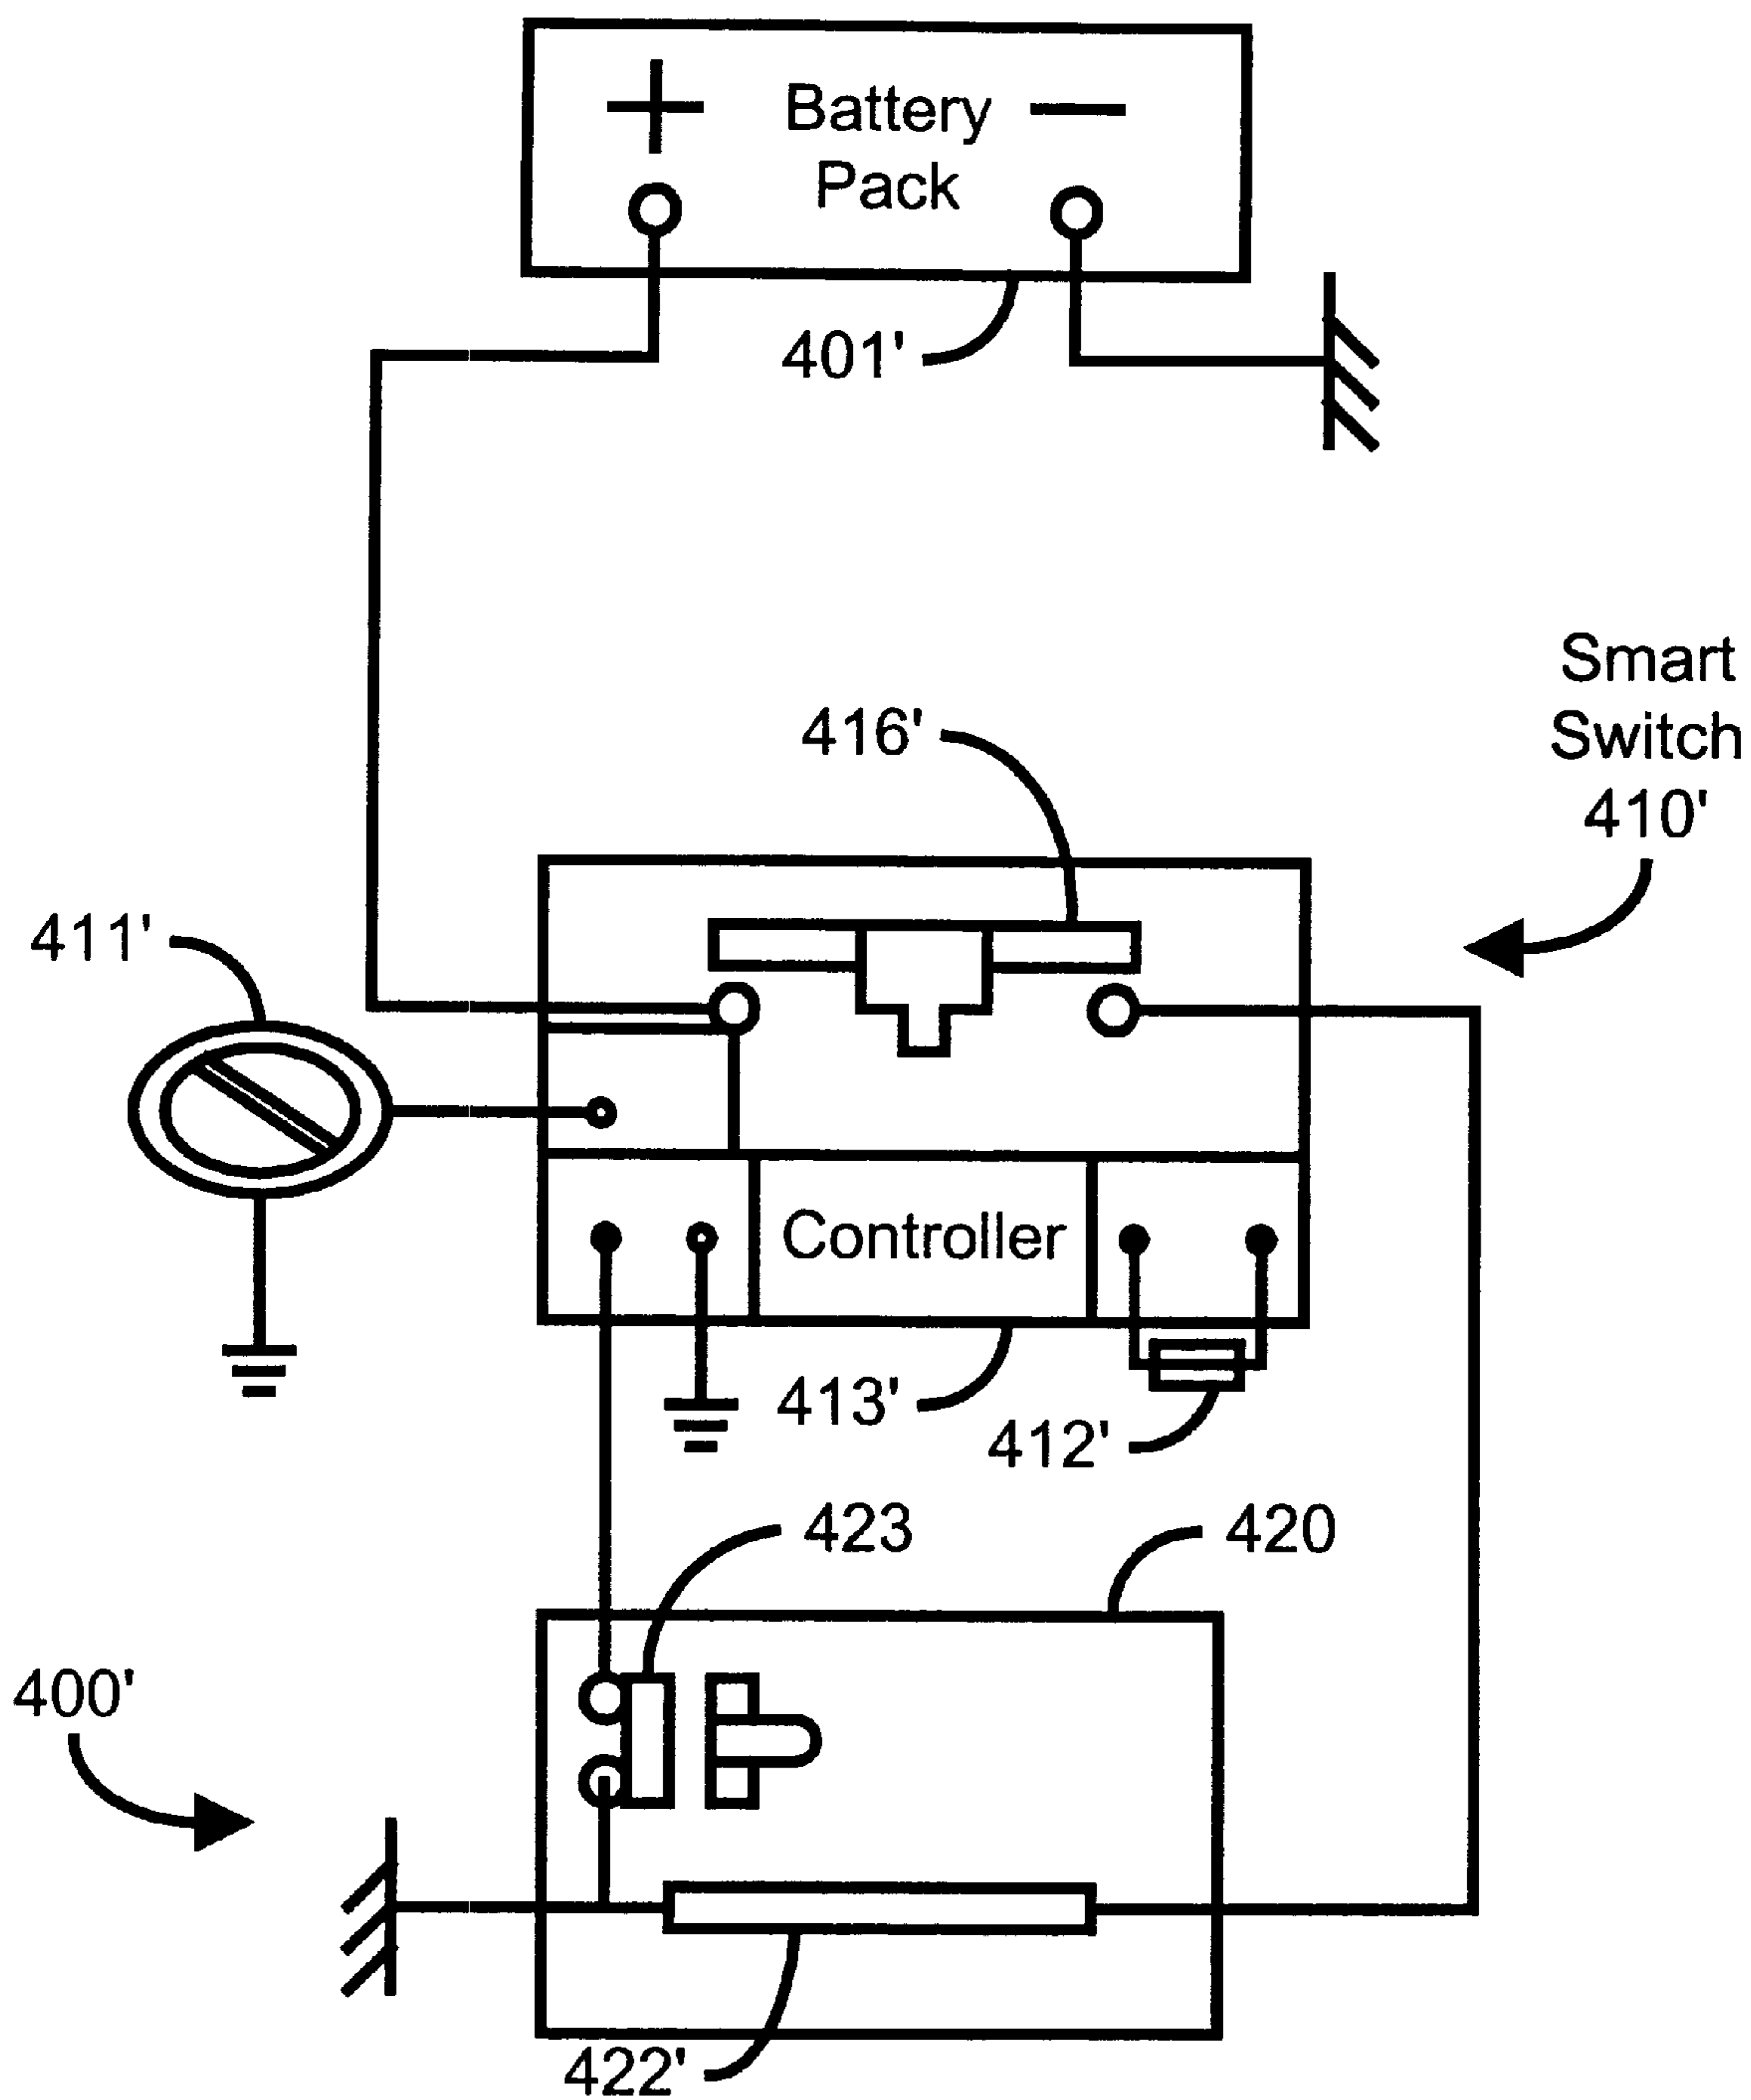 + Battery −
Pack
401'
Smart
Switch
410'
416'
411'
Controller
413'
412'
423
420
400'
422'